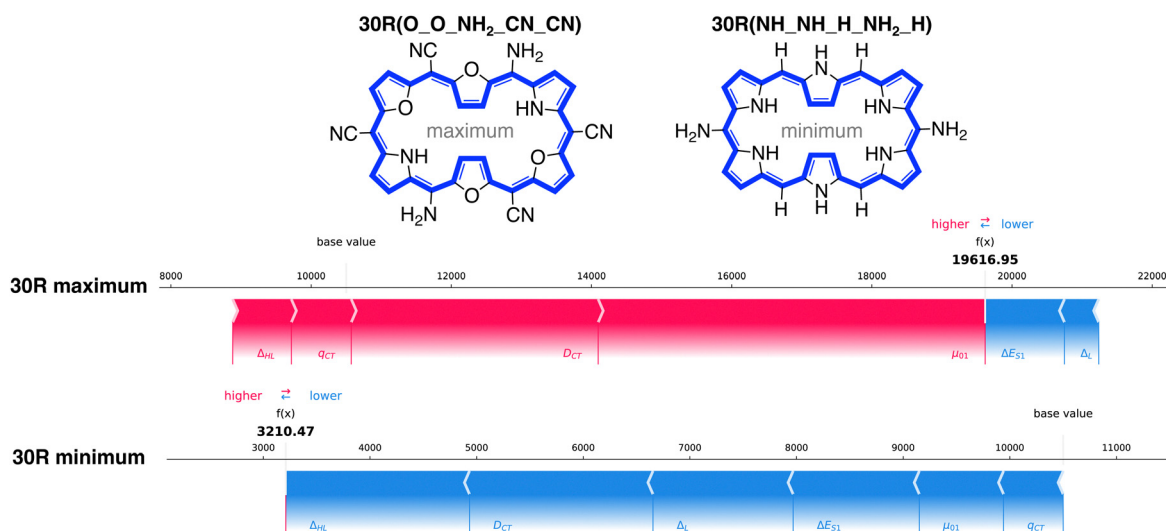 30R(O_O_NH₂_CN_CN) 30R(NH_NH_H_NH₂_H)
NC O NH₂ H H N H
O HN NH HN
NC maximum CN H₂N minimum NH₂
NH O NH HN
H₂N O CN H N H H
higher ⇄ lower
base value f(x)
19616.95
8000 10000 12000 14000 16000 18000 20000 22000
30R maximum
Δ_HL q_CT D_CT μ₀₁ ΔE_S1 Δ_L
higher ⇄ lower
f(x) base value
3210.47
3000 4000 5000 6000 7000 8000 9000 10000 11000
30R minimum
Δ_HL D_CT Δ_L ΔE_S1 μ₀₁ q_CT